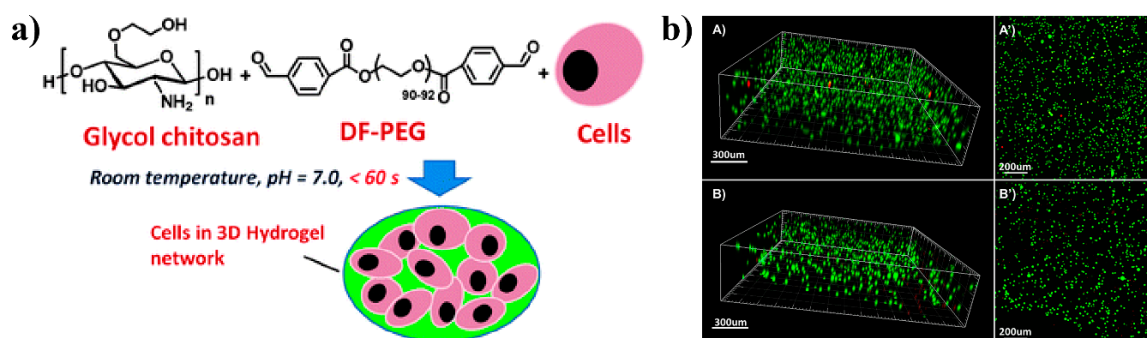 a)
OH
O
O
H
HO
NH₂
O
OH
n
+
O
O
O
O
90-92
O
O
O
+
Glycol chitosan
DF-PEG
Cells
Room temperature, pH = 7.0, < 60 s
Cells in 3D Hydrogel
network
b)
A)
300um
A')
200um
B)
300um
B')
200um